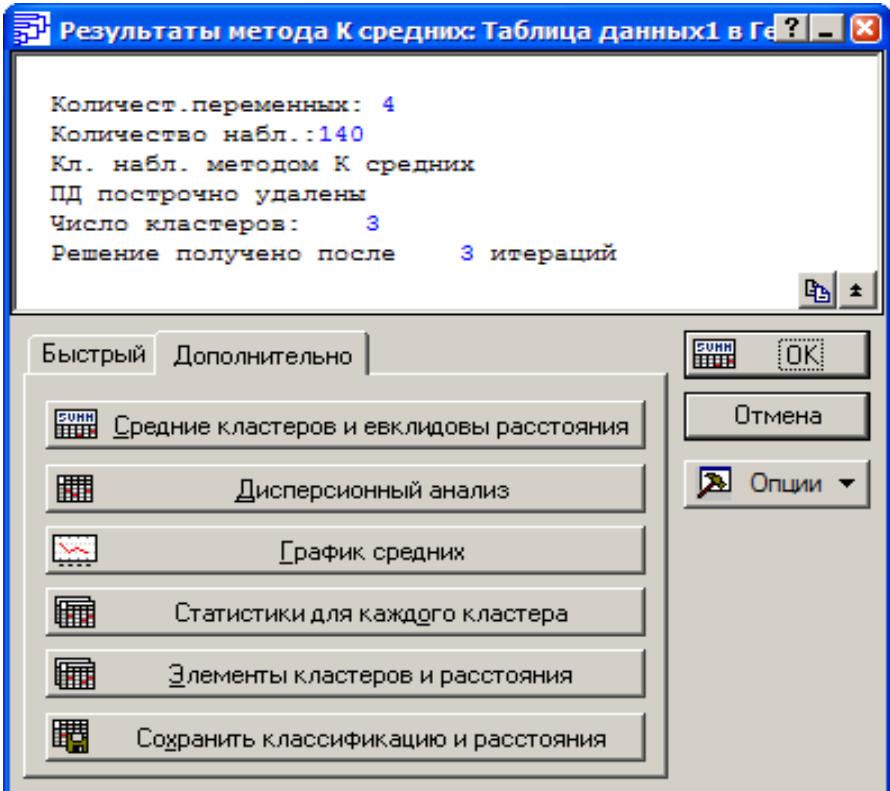 Результаты метода К средних: Таблица данных1 в Ге
Количест.переменных: 4
Количество набл.:140
Кл. набл. методом К средних
ПД построчно удалены
Число кластеров: 3
Решение получено после 3 итераций
Быстрый Дополнительно
SUMM OK
SUMM Средние кластеров и евклидовы расстояния
Отмена
Дисперсионный анализ
Опции
График средних
Статистики для каждого кластера
Элементы кластеров и расстояния
Сохранить классификацию и расстояния